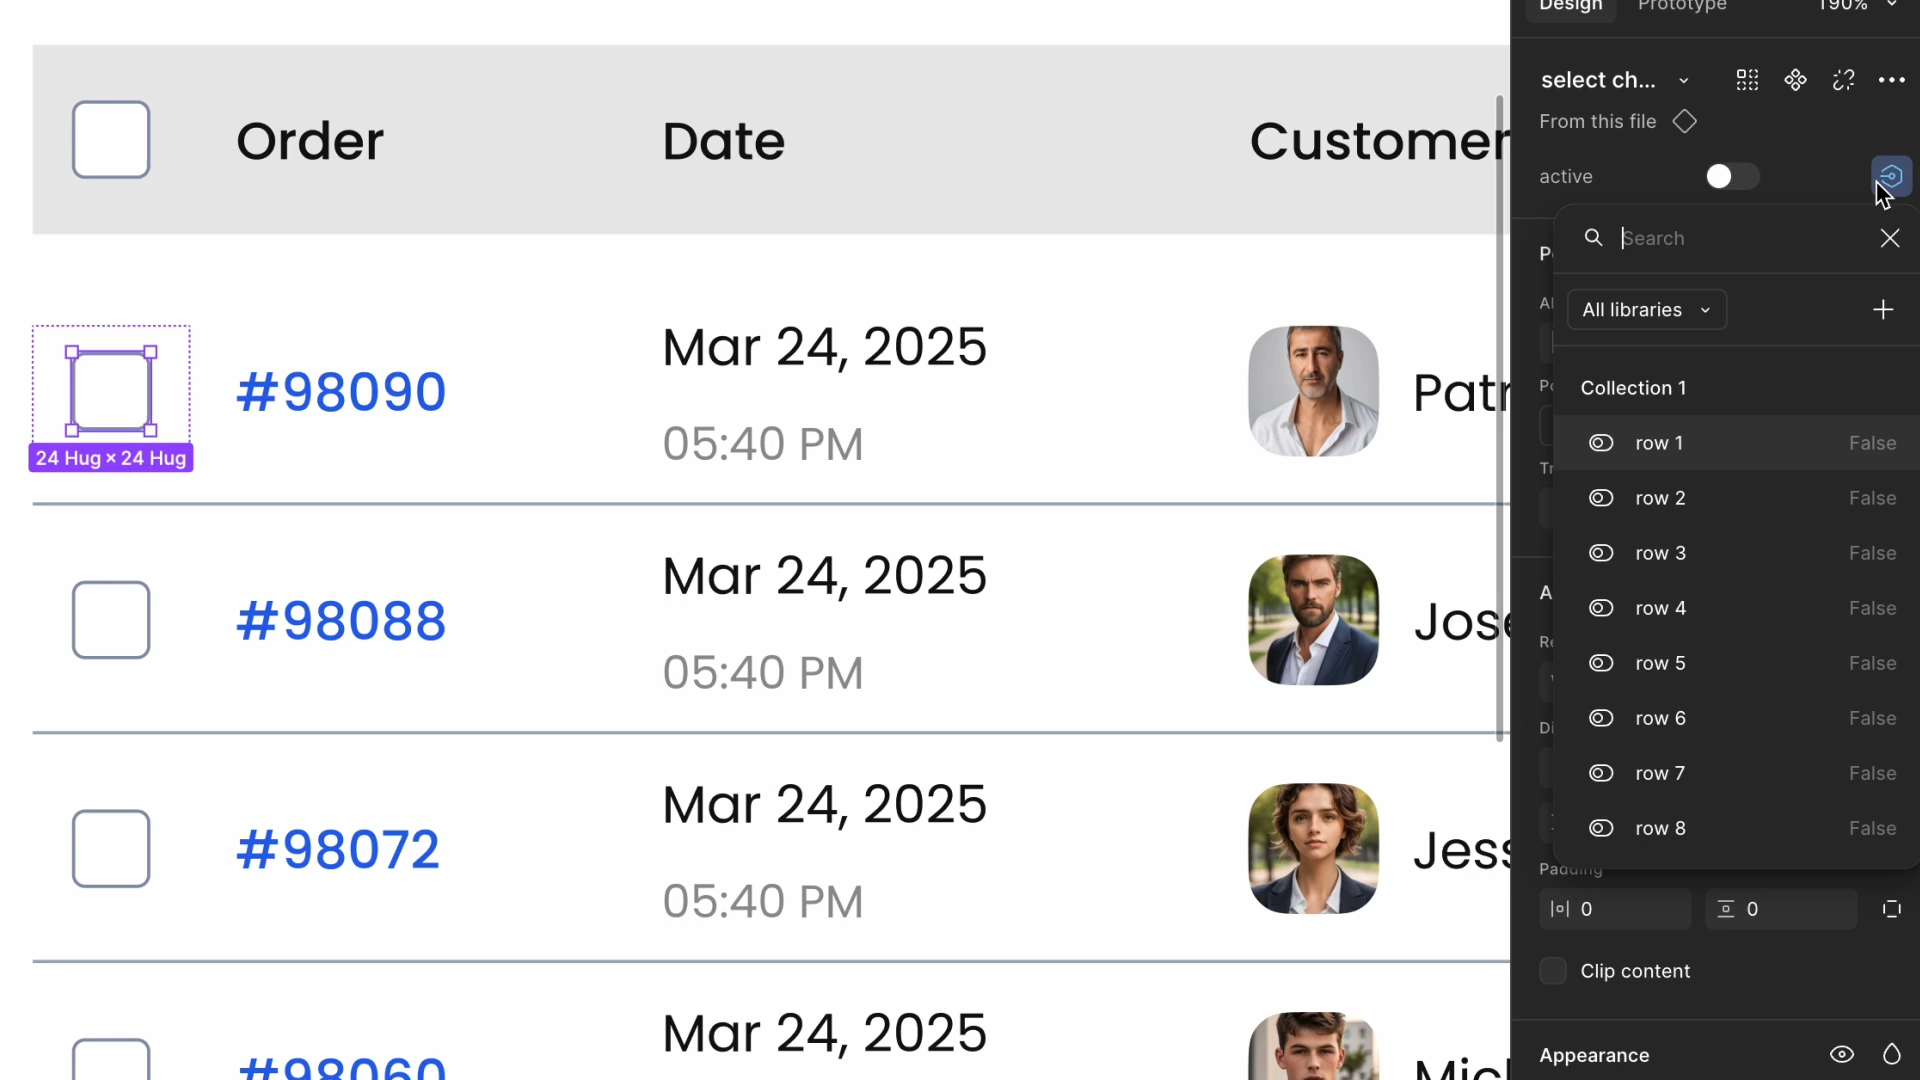 Design Prototype 190%
select ch...
From this file
active
Search
All libraries
Collection 1
row 1 False
row 2 False
row 3 False
row 4 False
row 5 False
row 6 False
row 7 False
row 8 False
Padding
0 0
Clip content
Appearance
Order Date Customer
#98090 Mar 24, 2025 Patr
05:40 PM
24 Hug × 24 Hug
#98088 Mar 24, 2025 Jose
05:40 PM
#98072 Mar 24, 2025 Jess
05:40 PM
#98060 Mar 24, 2025 Mic